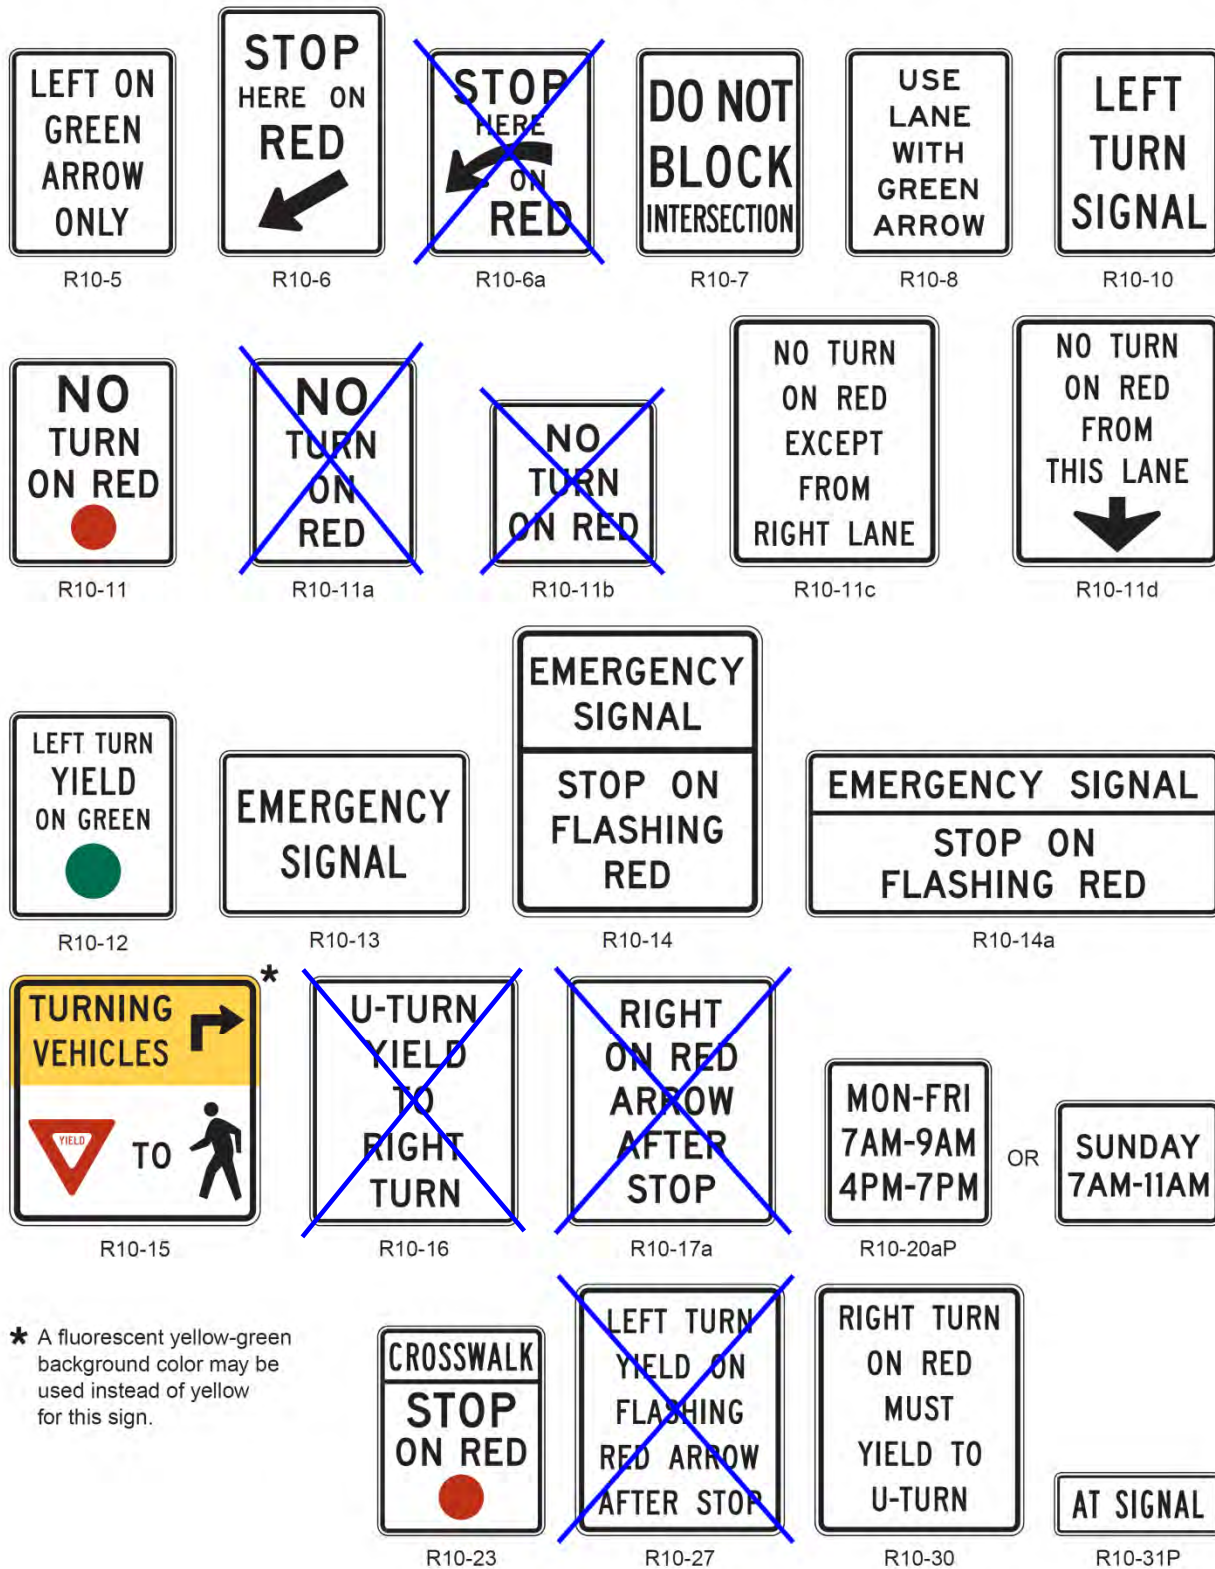 LEFT ON
GREEN
ARROW
ONLY
R10-5
STOP
HERE ON
RED
R10-6
STOP
HERE
ON
RED
R10-6a
DO NOT
BLOCK
INTERSECTION
R10-7
USE
LANE
WITH
GREEN
ARROW
R10-8
LEFT
TURN
SIGNAL
R10-10
NO
TURN
ON RED
R10-11
NO
TURN
ON
RED
R10-11a
NO
TURN
ON RED
R10-11b
NO TURN
ON RED
EXCEPT
FROM
RIGHT LANE
R10-11c
NO TURN
ON RED
FROM
THIS LANE
R10-11d
LEFT TURN
YIELD
ON GREEN
R10-12
EMERGENCY
SIGNAL
R10-13
EMERGENCY
SIGNAL
STOP ON
FLASHING
RED
R10-14
EMERGENCY SIGNAL
STOP ON
FLASHING RED
R10-14a
TURNING
VEHICLES
YIELD
TO
*
R10-15
U-TURN
YIELD
TO
RIGHT
TURN
R10-16
RIGHT
ON RED
ARROW
AFTER
STOP
R10-17a
MON-FRI
7AM-9AM
4PM-7PM
OR
SUNDAY
7AM-11AM
R10-20aP
* A fluorescent yellow-green
background color may be
used instead of yellow
for this sign.
CROSSWALK
STOP
ON RED
R10-23
LEFT TURN
YIELD ON
FLASHING
RED ARROW
AFTER STOP
R10-27
RIGHT TURN
ON RED
MUST
YIELD TO
U-TURN
R10-30
AT SIGNAL
R10-31P